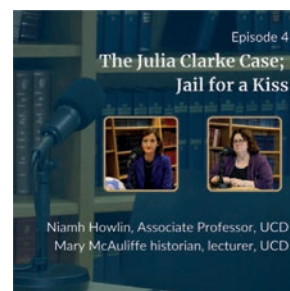 Episode 4
The Julia Clarke Case;
Jail for a Kiss
Niamh Howlin, Associate Professor, UCD
Mary McAuliffe historian, lecturer, UCD